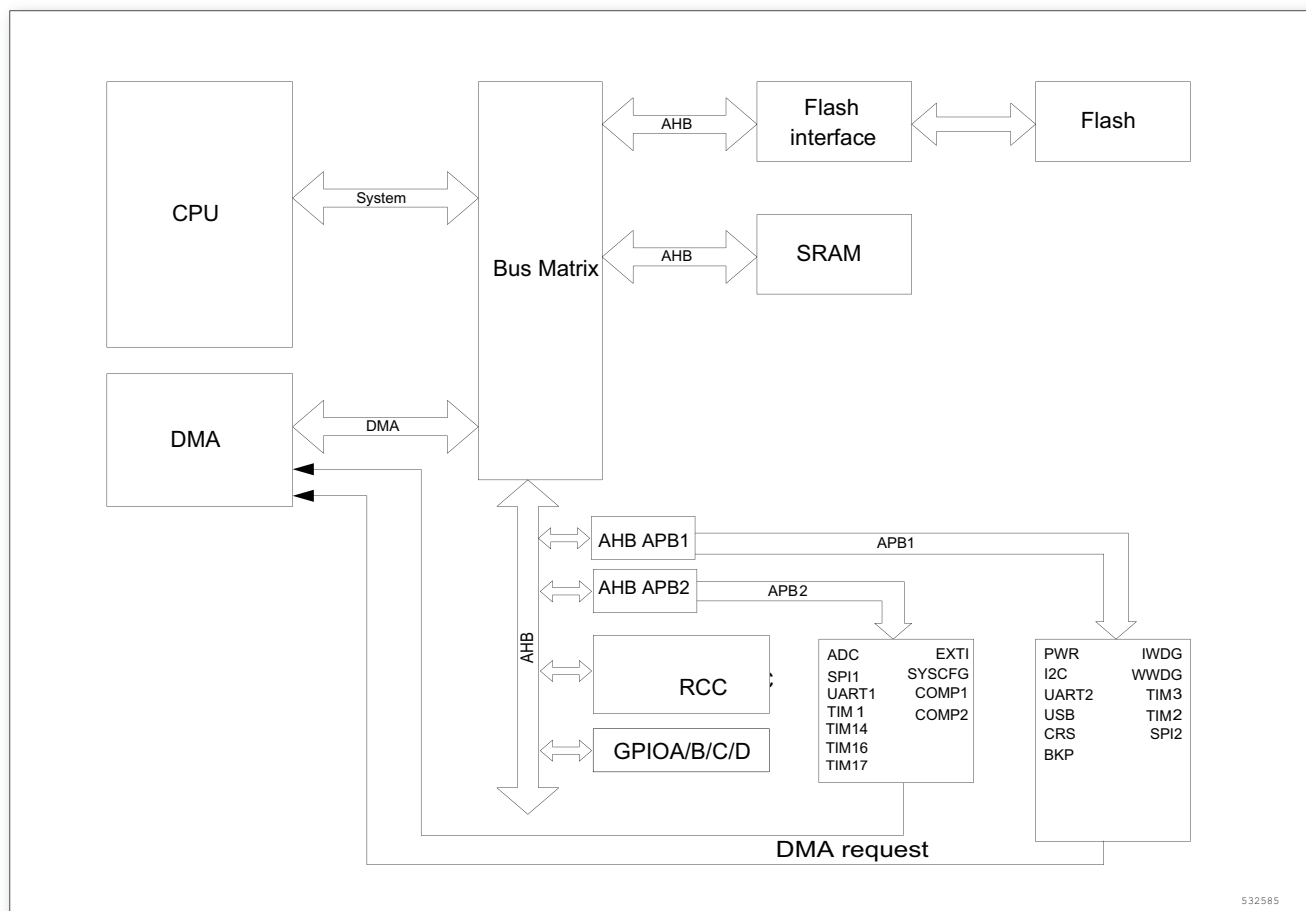 CPU
System
Bus Matrix
AHB
Flash
interface
Flash
AHB
SRAM
DMA
DMA
AHB
AHB APB1
APB1
AHB APB2
APB2
RCC
GPIOA/B/C/D
ADC
SPI1
UART1
TIM 1
TIM14
TIM16
TIM17
EXTI
SYSCFG
COMP1
COMP2
PWR
I2C
UART2
USB
CRS
BKP
IWDG
WWDG
TIM3
TIM2
SPI2
DMA request
532585